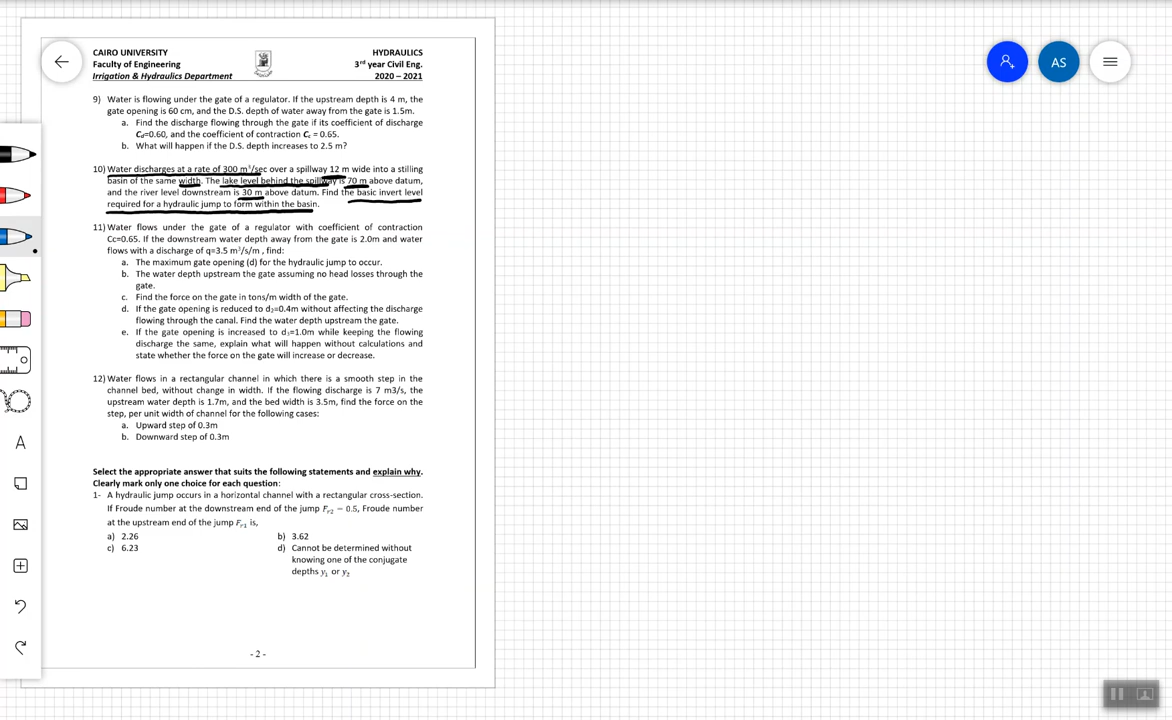 CAIRO UNIVERSITY
Faculty of Engineering
Irrigation & Hydraulics Department
HYDRAULICS
3rd year Civil Eng.
2020 – 2021
AS
9) Water is flowing under the gate of a regulator. If the upstream depth is 4 m, the
gate opening is 60 cm, and the D.S. depth of water away from the gate is 1.5m.
a. Find the discharge flowing through the gate if its coefficient of discharge
Cd=0.60, and the coefficient of contraction Cc = 0.65.
b. What will happen if the D.S. depth increases to 2.5 m?
10) Water discharges at a rate of 300 m3/sec over a spillway 12 m wide into a stilling
basin of the same width. The lake level behind the spillway is 70 m above datum,
and the river level downstream is 30 m above datum. Find the basic invert level
required for a hydraulic jump to form within the basin.
11) Water flows under the gate of a regulator with coefficient of contraction
Cc=0.65. If the downstream water depth away from the gate is 2.0m and water
flows with a discharge of q=3.5 m3/s/m , find:
a. The maximum gate opening (d) for the hydraulic jump to occur.
b. The water depth upstream the gate assuming no head losses through the
gate.
c. Find the force on the gate in tons/m width of the gate.
d. If the gate opening is reduced to d2=0.4m without affecting the discharge
flowing through the canal. Find the water depth upstream the gate.
e. If the gate opening is increased to d3=1.0m while keeping the flowing
discharge the same, explain what will happen without calculations and
state whether the force on the gate will increase or decrease.
12) Water flows in a rectangular channel in which there is a smooth step in the
channel bed, without change in width. If the flowing discharge is 7 m3/s, the
upstream water depth is 1.7m, and the bed width is 3.5m, find the force on the
step, per unit width of channel for the following cases:
a. Upward step of 0.3m
b. Downward step of 0.3m
A
Select the appropriate answer that suits the following statements and explain why.
Clearly mark only one choice for each question:
1- A hydraulic jump occurs in a horizontal channel with a rectangular cross-section.
If Froude number at the downstream end of the jump Fr2 = 0.5, Froude number
at the upstream end of the jump Fr1 is,
a) 2.26
b) 3.62
c) 6.23
d) Cannot be determined without
knowing one of the conjugate
depths y1 or y2
- 2 -